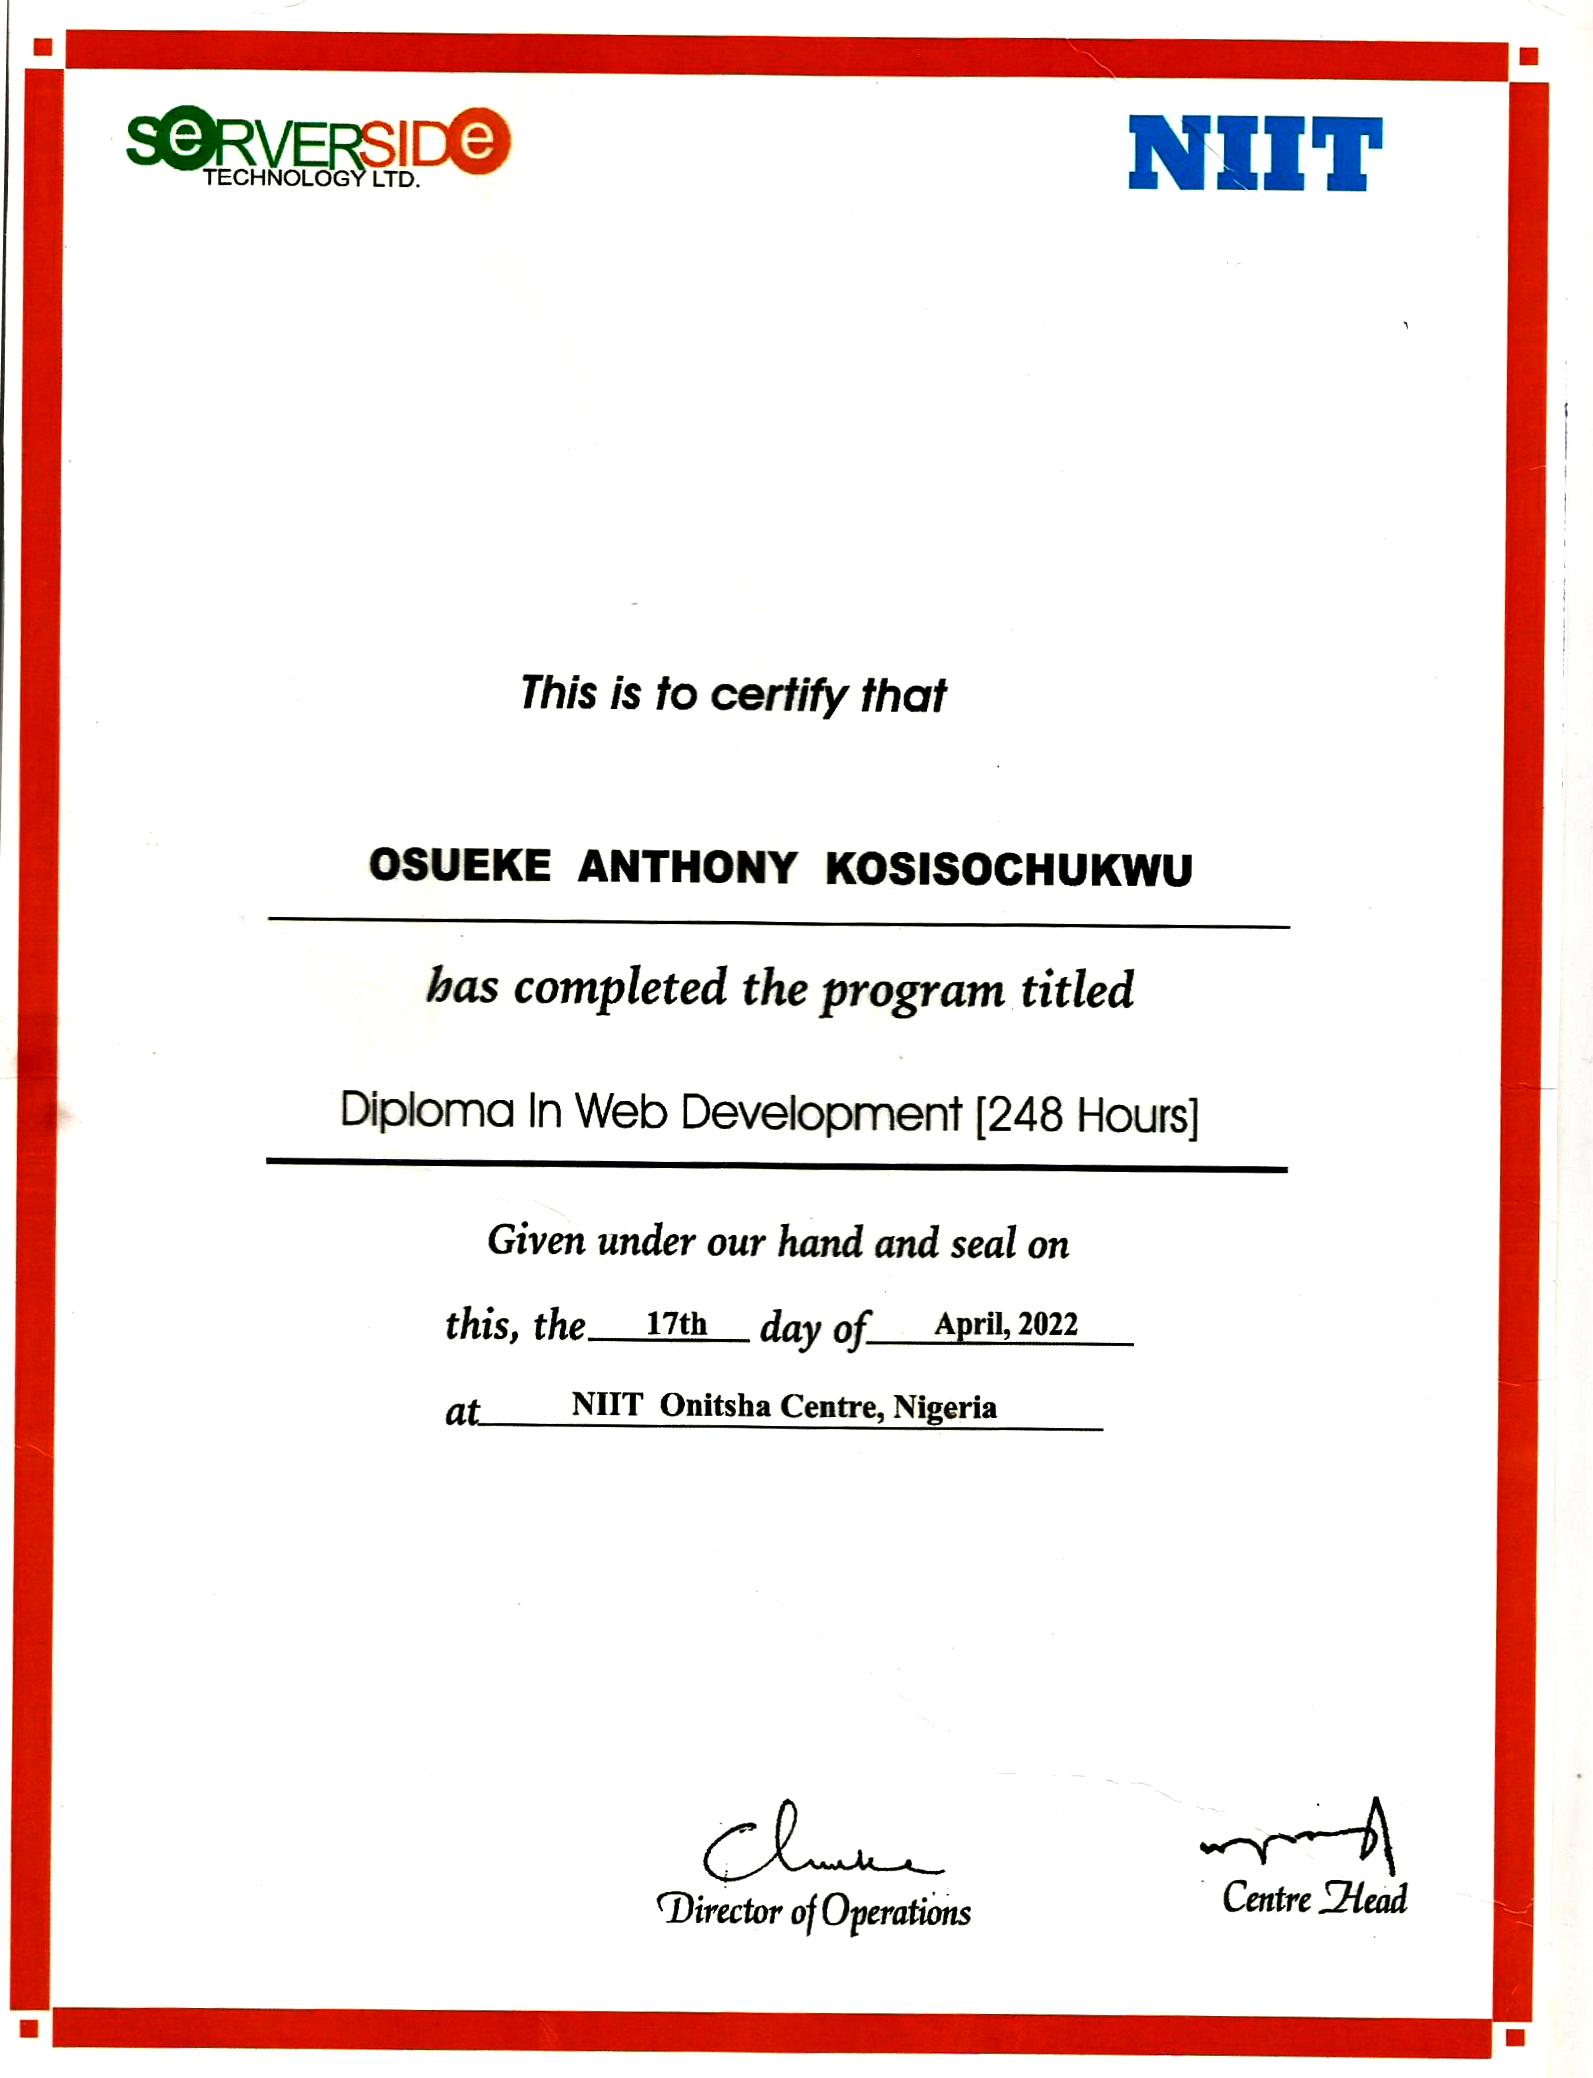 SeRVERSIDe
TECHNOLOGY LTD.
NIIT
This is to certify that
OSUEKE ANTHONY KOSISOCHUKWU
has completed the program titled
Diploma In Web Development [248 Hours]
Given under our hand and seal on
this, the 17th day of April, 2022
at NIIT Onitsha Centre, Nigeria
Director of Operations
Centre Head